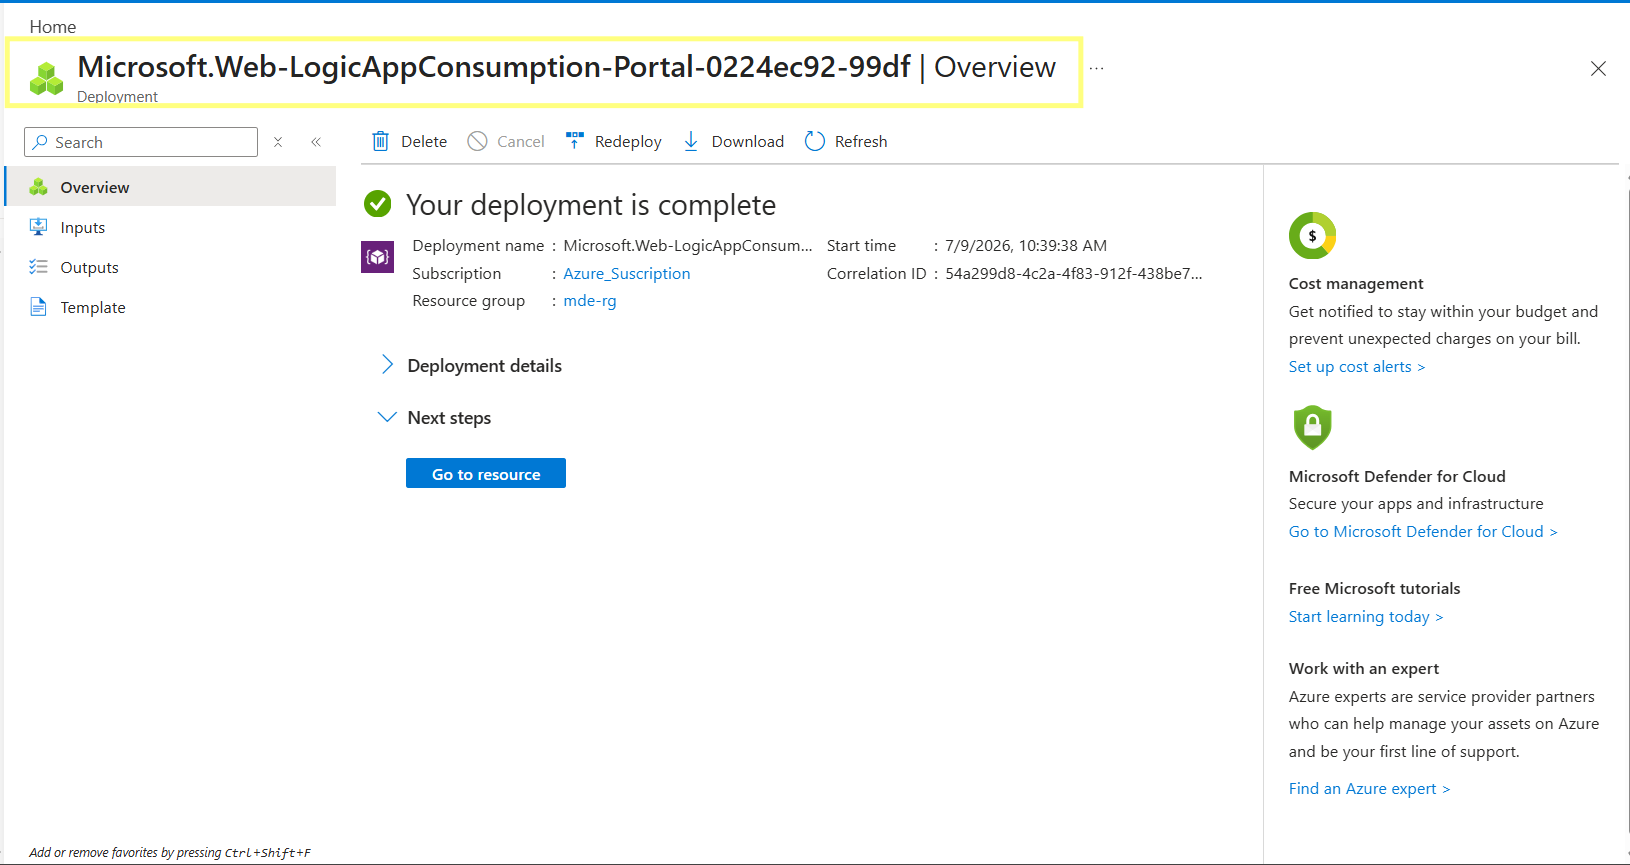 Home
Microsoft.Web-LogicAppConsumption-Portal-0224ec92-99df | Overview ...
Deployment
Search
Delete
Cancel
Redeploy
Download
Refresh
Overview
Inputs
Outputs
Template
Your deployment is complete
Deployment name : Microsoft.Web-LogicAppConsum...
Subscription : Azure_Suscription
Resource group : mde-rg
Start time : 7/9/2026, 10:39:38 AM
Correlation ID : 54a299d8-4c2a-4f83-912f-438be7...
Deployment details
Next steps
Go to resource
$
Cost management
Get notified to stay within your budget and
prevent unexpected charges on your bill.
Set up cost alerts >
Microsoft Defender for Cloud
Secure your apps and infrastructure
Go to Microsoft Defender for Cloud >
Free Microsoft tutorials
Start learning today >
Work with an expert
Azure experts are service provider partners
who can help manage your assets on Azure
and be your first line of support.
Find an Azure expert >
Add or remove favorites by pressing Ctrl+Shift+F